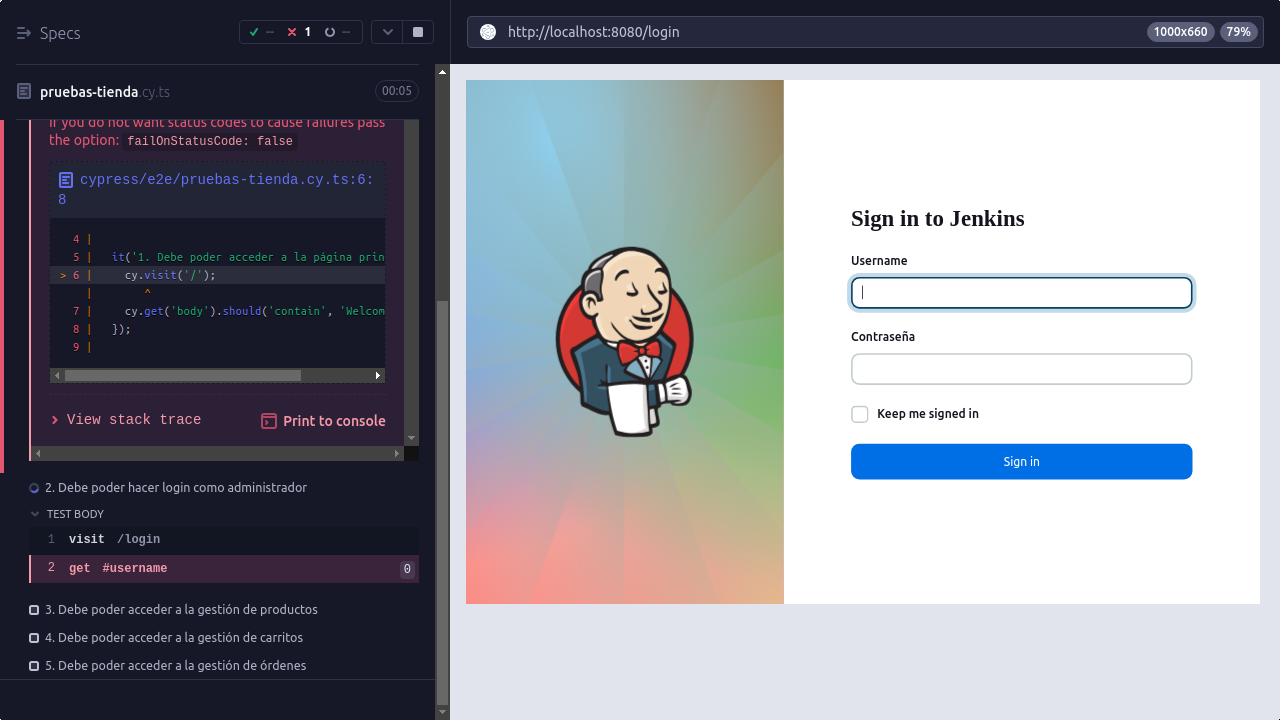 Specs
-- -- 1 --
pruebas-tienda.cy.ts
00:05
If you do not want status codes to cause failures pass
the option: failOnStatusCode: false
cypress/e2e/pruebas-tienda.cy.ts:6:
8
4 |
5 | it('1. Debe poder acceder a la página prin
> 6 | cy.visit('/');
| ^
7 | cy.get('body').should('contain', 'Welcom
8 | });
9 |
> View stack trace
Print to console
2. Debe poder hacer login como administrador
TEST BODY
1 visit /login
2 get #username 0
3. Debe poder acceder a la gestión de productos
4. Debe poder acceder a la gestión de carritos
5. Debe poder acceder a la gestión de órdenes
http://localhost:8080/login
1000x660
79%
Sign in to Jenkins
Username
Contraseña
Keep me signed in
Sign in